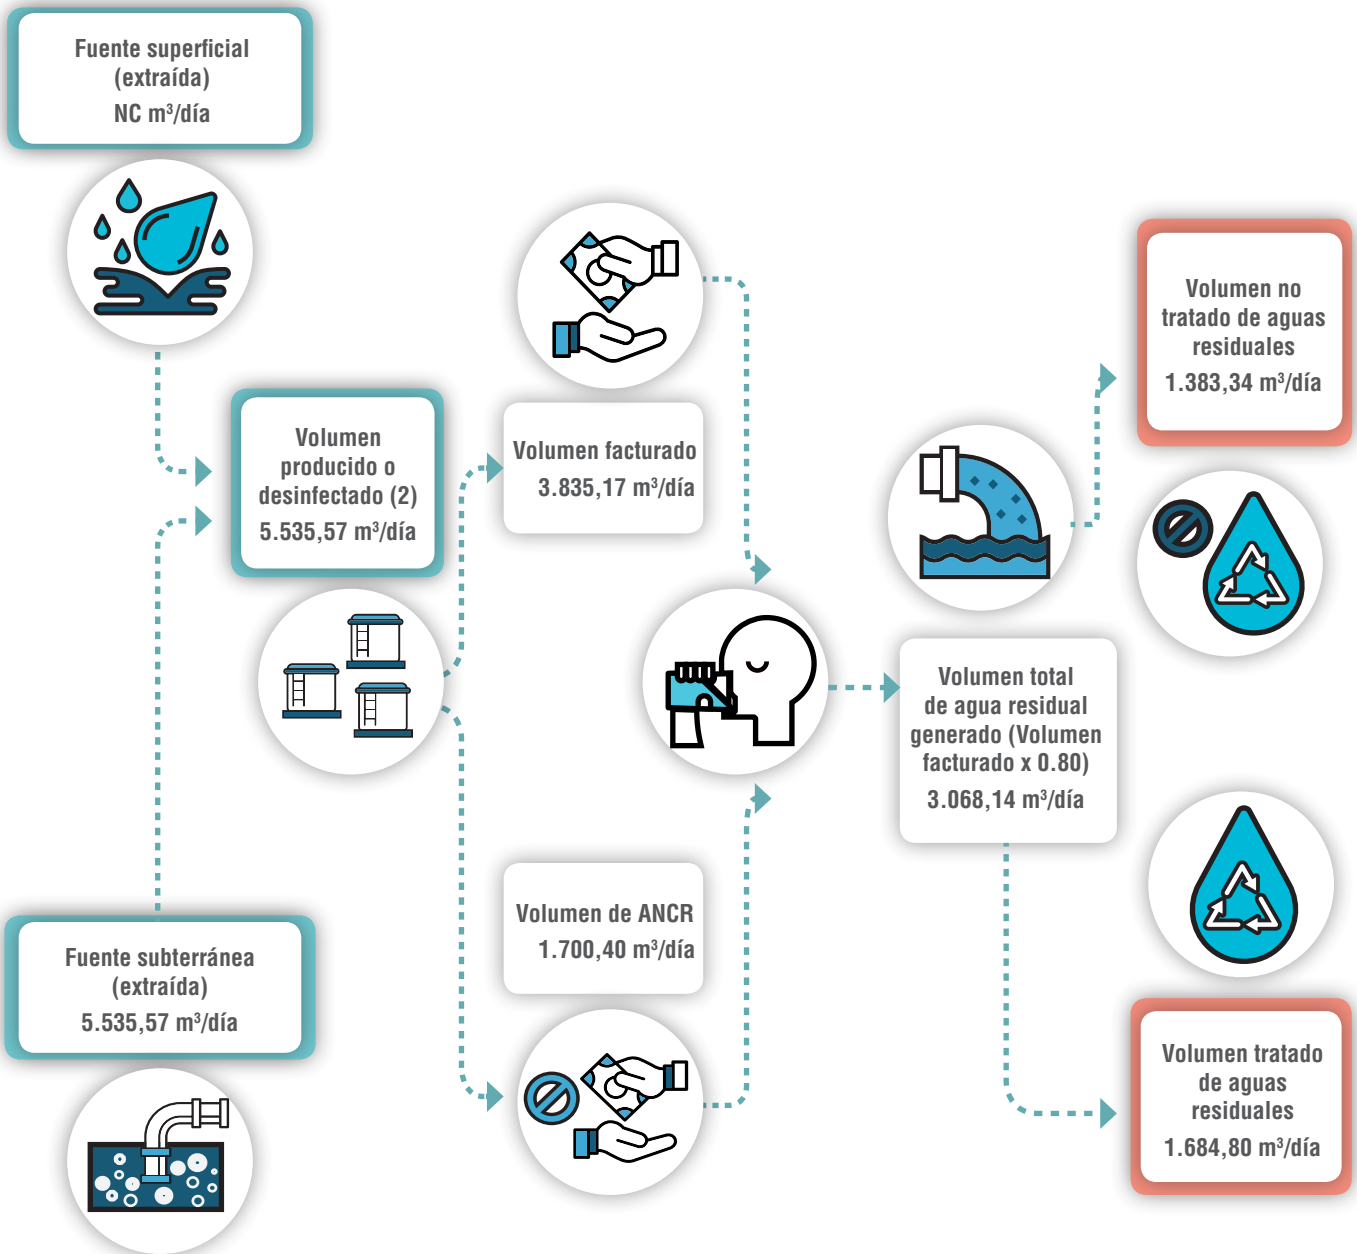 Fuente superficial
(extraída)
NC m³/día
Volumen
producido o
desinfectado (2)
5.535,57 m³/día
Fuente subterránea
(extraída)
5.535,57 m³/día
Volumen facturado
3.835,17 m³/día
Volumen de ANCR
1.700,40 m³/día
Volumen total
de agua residual
generado (Volumen
facturado x 0.80)
3.068,14 m³/día
Volumen no
tratado de aguas
residuales
1.383,34 m³/día
Volumen tratado
de aguas
residuales
1.684,80 m³/día